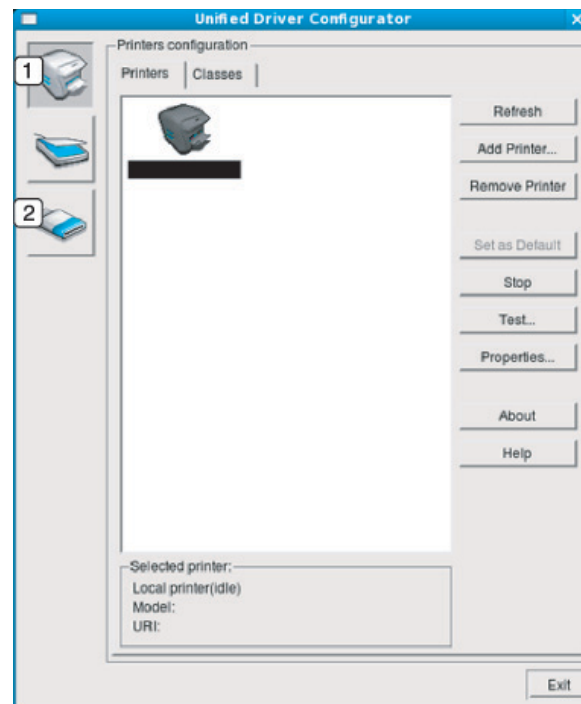 Unified Driver Configurator
1
2
Printers configuration
Printers Classes
Refresh
Add Printer...
Remove Printer
Set as Default
Stop
Test...
Properties...
About
Help
Selected printer:
Local printer(idle)
Model:
URI:
Exit